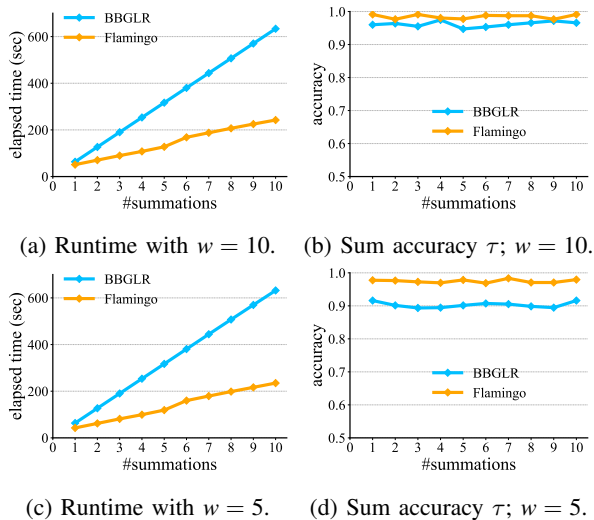 BBGLR
Flamingo
600
400
200
0
elapsed time (sec)
0 1 2 3 4 5 6 7 8 9 10
#summations
(a) Runtime with w = 10.
1.0
0.9
0.8
0.7
0.6
0.5
accuracy
BBGLR
Flamingo
0 1 2 3 4 5 6 7 8 9 10
#summations
(b) Sum accuracy τ; w = 10.
BBGLR
Flamingo
600
400
200
0
elapsed time (sec)
0 1 2 3 4 5 6 7 8 9 10
#summations
(c) Runtime with w = 5.
1.0
0.9
0.8
0.7
0.6
0.5
accuracy
BBGLR
Flamingo
0 1 2 3 4 5 6 7 8 9 10
#summations
(d) Sum accuracy τ; w = 5.